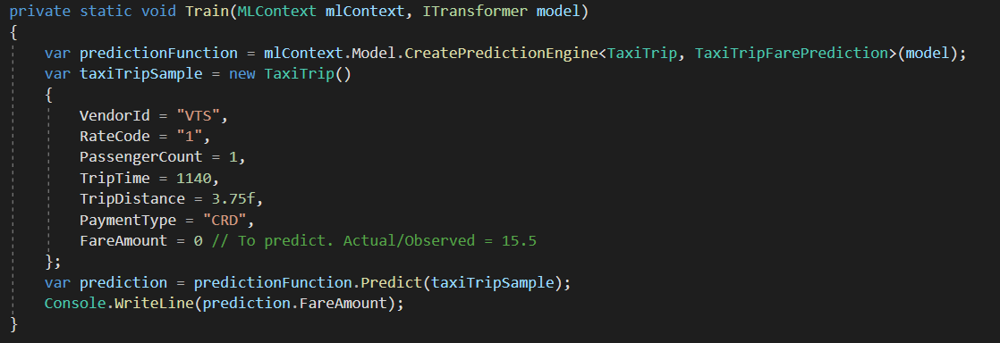 private static void Train(MLContext mlContext, ITransformer model)
{
    var predictionFunction = mlContext.Model.CreatePredictionEngine<TaxiTrip, TaxiTripFarePrediction>(model);
    var taxiTripSample = new TaxiTrip()
    {
        VendorId = "VTS",
        RateCode = "1",
        PassengerCount = 1,
        TripTime = 1140,
        TripDistance = 3.75f,
        PaymentType = "CRD",
        FareAmount = 0 // To predict. Actual/Observed = 15.5
    };
    var prediction = predictionFunction.Predict(taxiTripSample);
    Console.WriteLine(prediction.FareAmount);
}